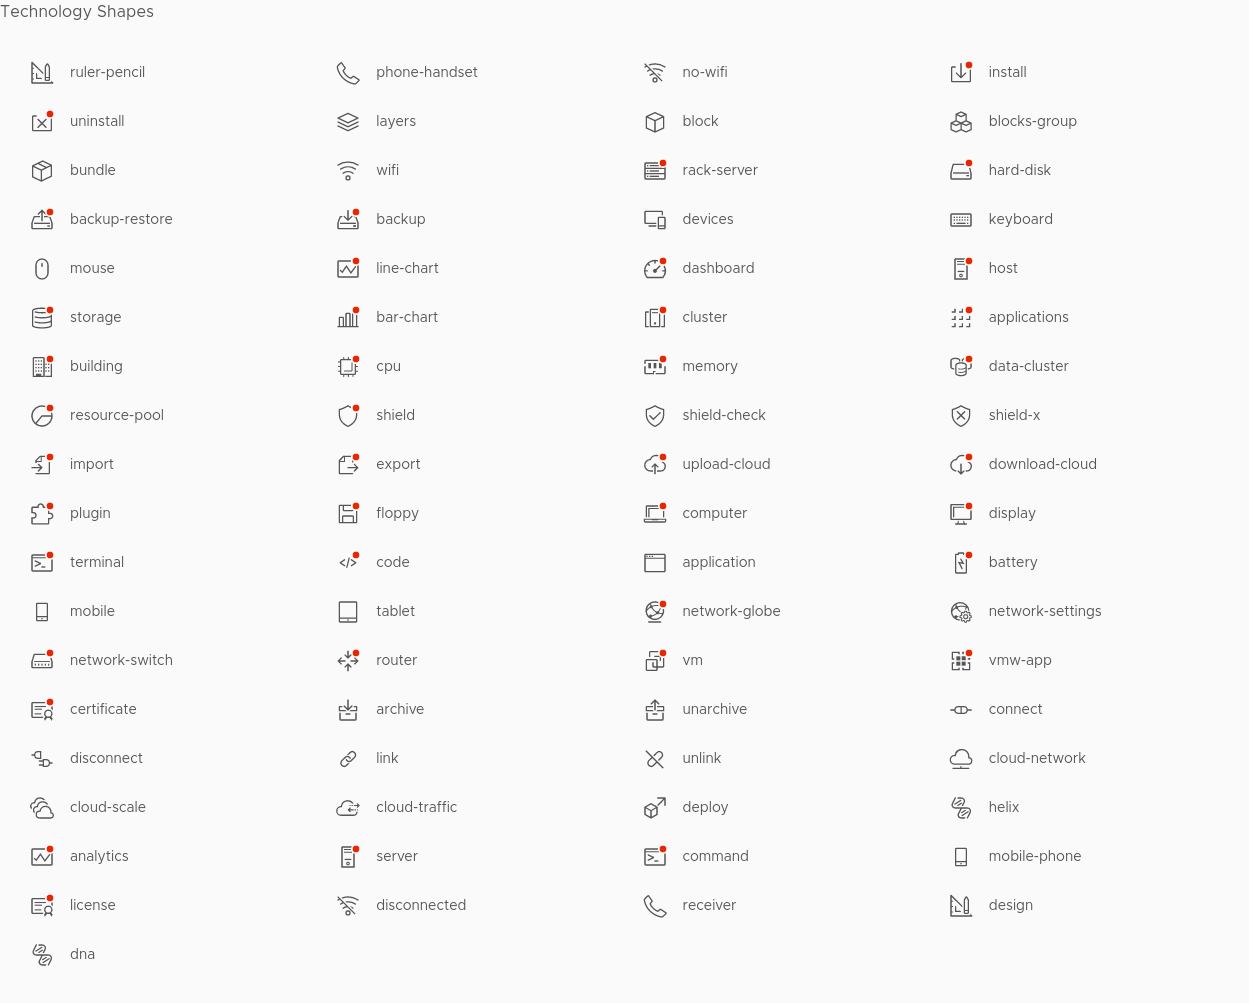 Technology Shapes
ruler-pencil phone-handset no-wifi install
uninstall layers block blocks-group
bundle wifi rack-server hard-disk
backup-restore backup devices keyboard
mouse line-chart dashboard host
storage bar-chart cluster applications
building cpu memory data-cluster
resource-pool shield shield-check shield-x
import export upload-cloud download-cloud
plugin floppy computer display
terminal code application battery
mobile tablet network-globe network-settings
network-switch router vm vmw-app
certificate archive unarchive connect
disconnect link unlink cloud-network
cloud-scale cloud-traffic deploy helix
analytics server command mobile-phone
license disconnected receiver design
dna